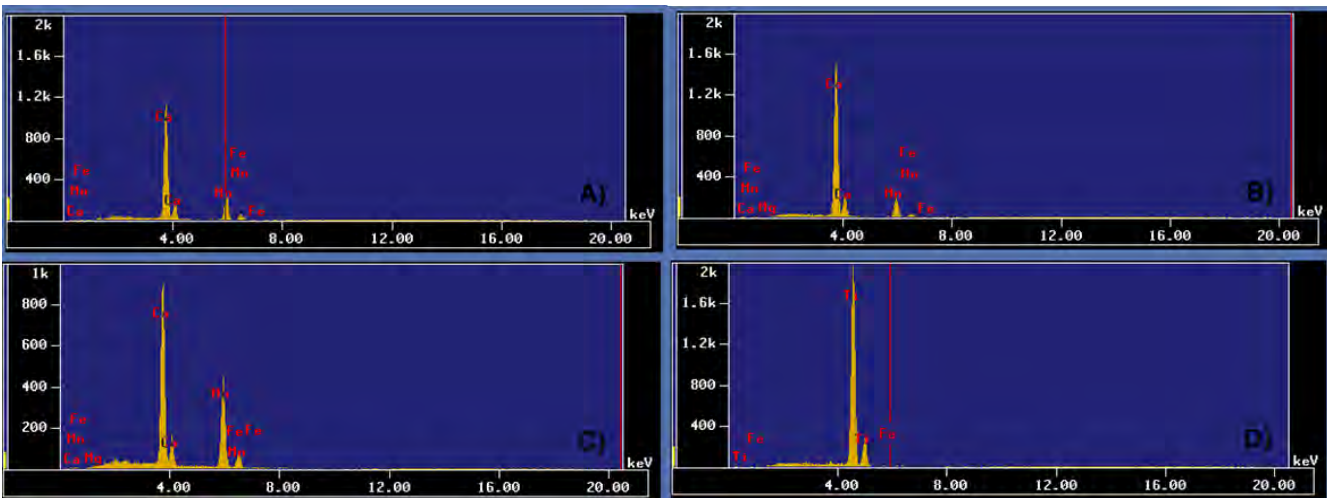 2k
1.6k
1.2k
800
400
Ca
Ca
Fe
Mn
Ca
Mn
Fe
Mn
Fe
A)
keV
4.00 8.00 12.00 16.00 20.00
2k
1.6k
1.2k
800
400
Ca
Ca
Fe
Mn
Ca Mg
Mn
Fe
Mn
Fe
B)
keV
4.00 8.00 12.00 16.00 20.00
1k
800
600
400
200
Ca
Ca
Fe
Mn
Ca Mg
Mn
Fe Fe
Mn
C)
keV
4.00 8.00 12.00 16.00 20.00
2k
1.6k
1.2k
800
400
Ti
Ti Fe
Fe
Ti
D)
keV
4.00 8.00 12.00 16.00 20.00